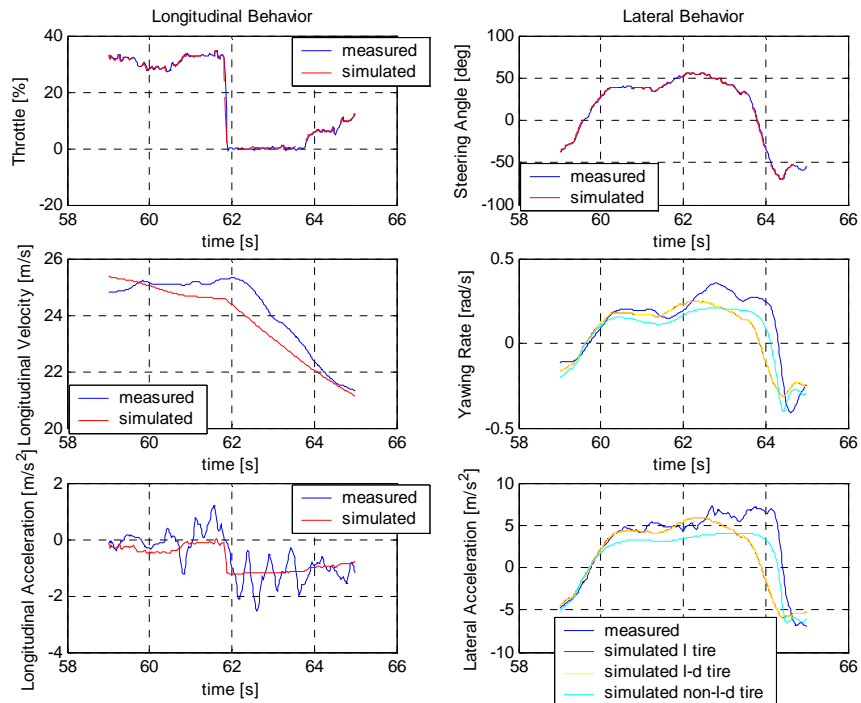 Longitudinal Behavior
Lateral Behavior
40
20
0
-20
Throttle [%]
measured
simulated
58
60
62
64
66
time [s]
100
50
0
-50
-100
Steering Angle [deg]
measured
simulated
58
60
62
64
66
time [s]
26
24
22
20
Longitudinal Velocity [m/s]
measured
simulated
58
60
62
64
66
time [s]
0.5
0
-0.5
Yawing Rate [rad/s]
58
60
62
64
66
time [s]
2
0
-2
-4
Longitudinal Acceleration [m/s²]
measured
simulated
58
60
62
64
66
time [s]
10
5
0
-5
-10
Lateral Acceleration [m/s²]
58
60
62
64
66
measured
simulated l tire
simulated l-d tire
simulated non-l-d tire